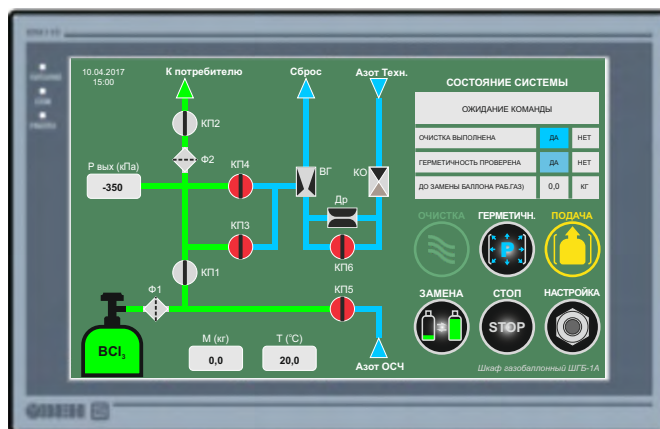 10.04.2017
15:00
К потребителю
Сброс
Азот Техн.
СОСТОЯНИЕ СИСТЕМЫ
ОЖИДАНИЕ КОМАНДЫ
ОЧИСТКА ВЫПОЛНЕНА ДА НЕТ
ГЕРМЕТИЧНОСТЬ ПРОВЕРЕНА ДА НЕТ
ДО ЗАМЕНЫ БАЛЛОНА РАБ.ГАЗ) 0,0 КГ
КП2
Ф2
P вых (кПа)
-350
КП4
ВГ
КО
Др
КП3
КП6
КП1
Ф1
КП5
BCl₃
М (кг)
0,0
Т (°C)
20,0
Азот ОСЧ
ОЧИСТКА
ГЕРМЕТИЧН.
ПОДАЧА
P
ЗАМЕНА
СТОП
НАСТРОЙКА
STOP
Шкаф газобаллонный ШГБ-1А
ОВЕН